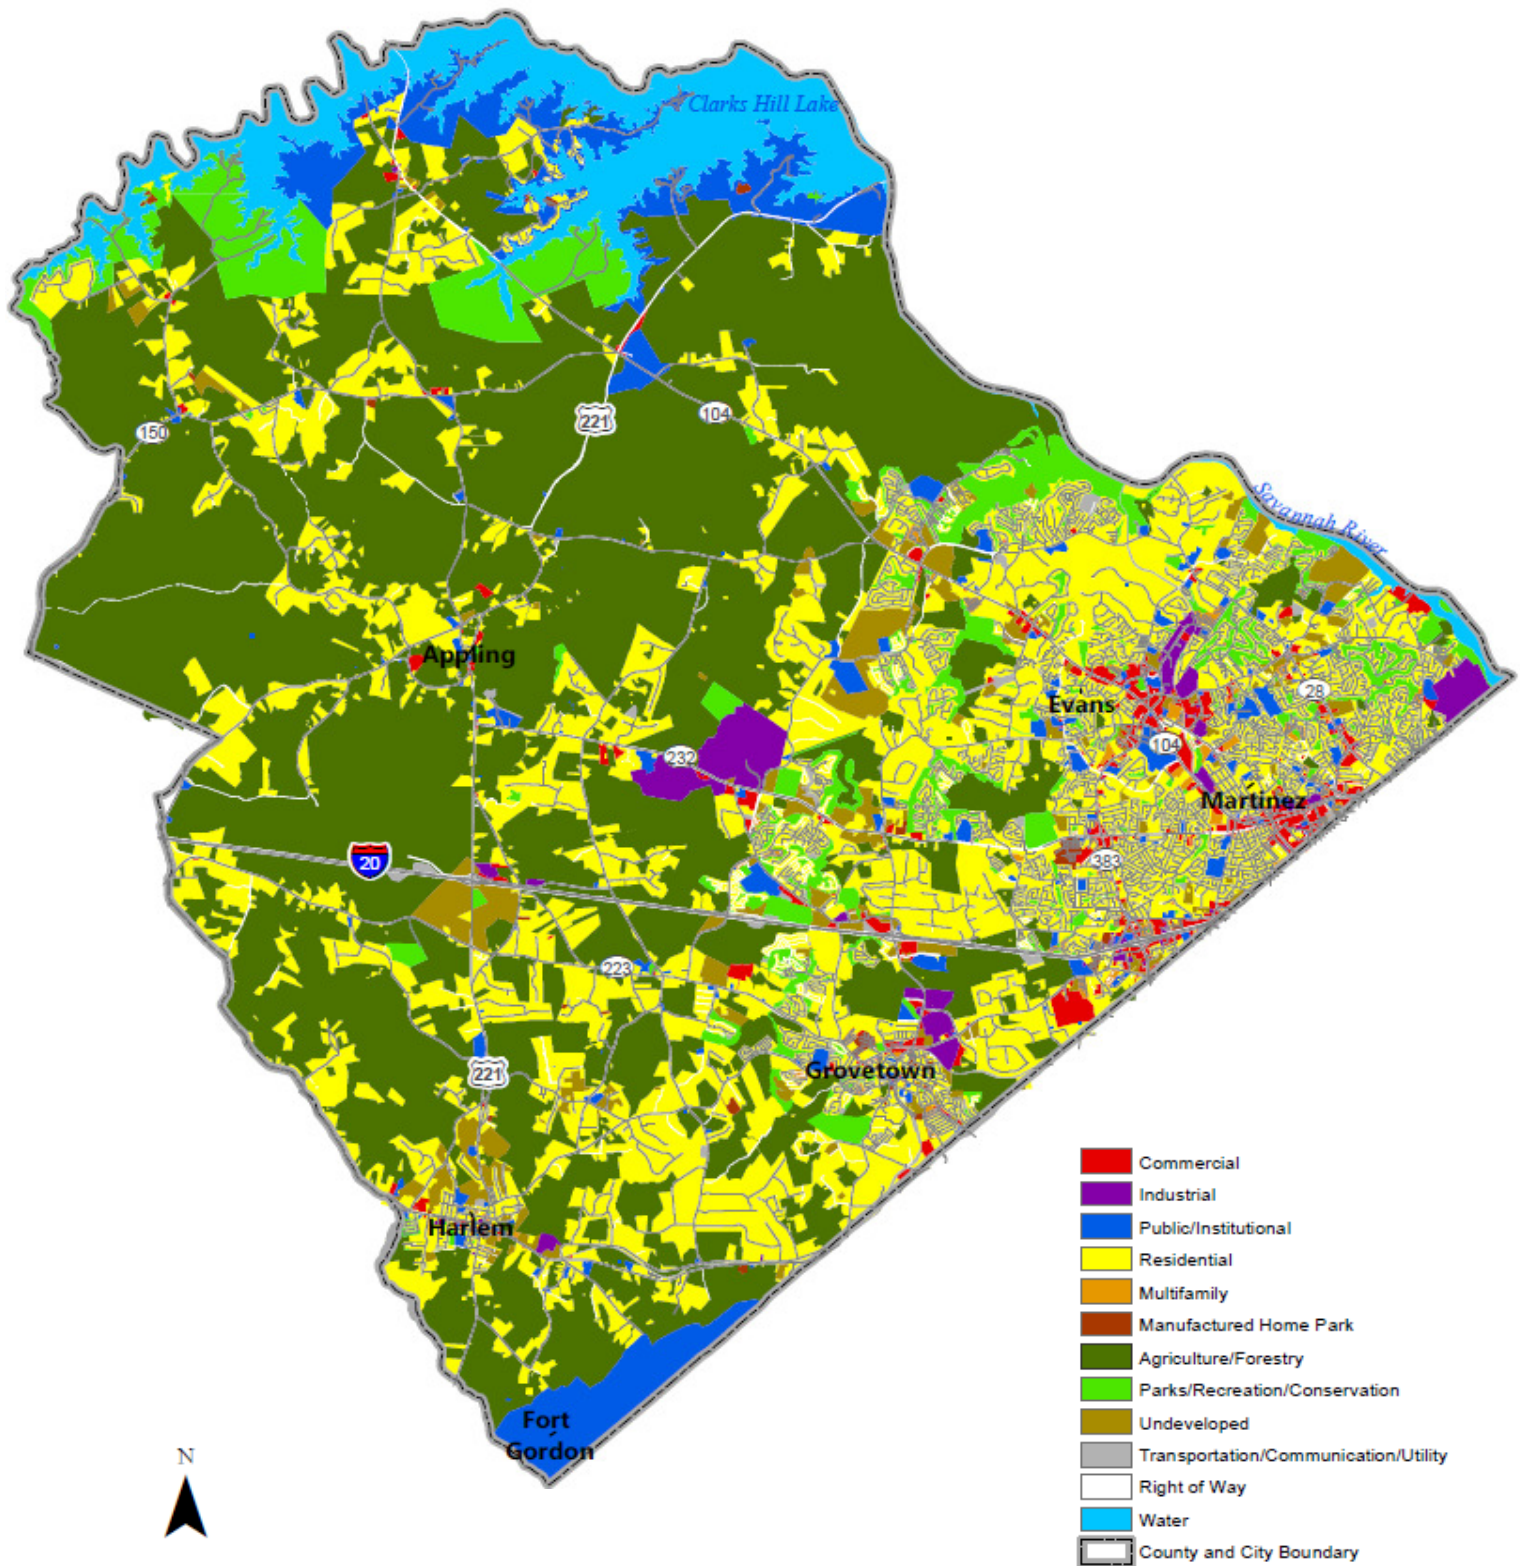 Clarks Hill Lake
221
104
150
Savannah River
Appling
28
Evans
104
232
Martinez
20
383
223
Grovetown
221
Harlem
Fort
Gordon
N
Commercial
Industrial
Public/Institutional
Residential
Multifamily
Manufactured Home Park
Agriculture/Forestry
Parks/Recreation/Conservation
Undeveloped
Transportation/Communication/Utility
Right of Way
Water
County and City Boundary